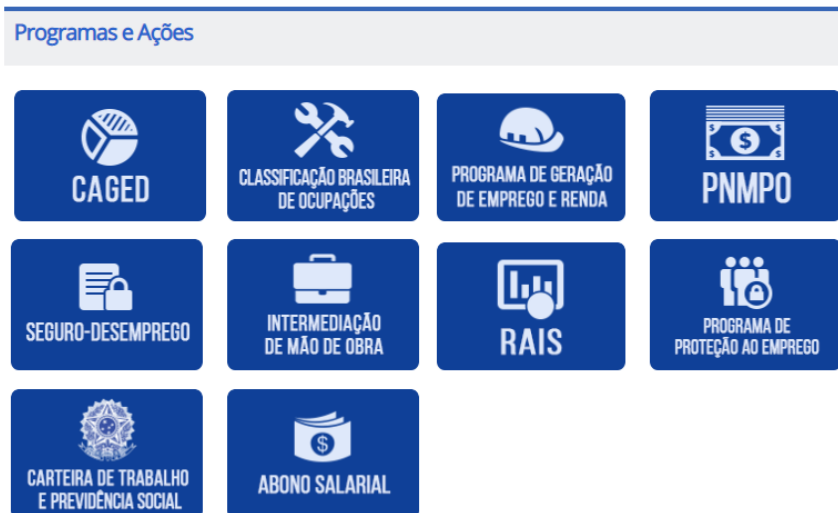 Programas e Ações
CAGED
CLASSIFICAÇÃO BRASILEIRA
DE OCUPAÇÕES
PROGRAMA DE GERAÇÃO
DE EMPREGO E RENDA
PNMPO
SEGURO-DESEMPREGO
INTERMEDIAÇÃO
DE MÃO DE OBRA
RAIS
PROGRAMA DE
PROTEÇÃO AO EMPREGO
CARTEIRA DE TRABALHO
E PREVIDÊNCIA SOCIAL
ABONO SALARIAL